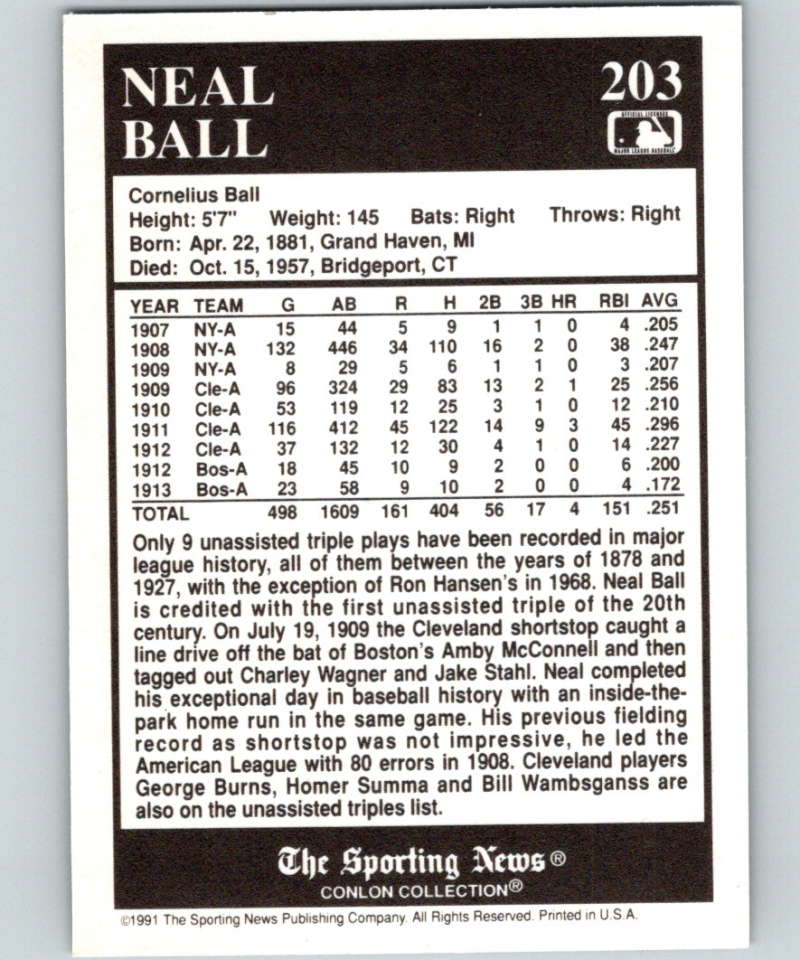 NEAL
BALL
203
OFFICIAL LICENSEE
MAJOR LEAGUE BASEBALL
Cornelius Ball
Height: 5'7" Weight: 145 Bats: Right Throws: Right
Born: Apr. 22, 1881, Grand Haven, MI
Died: Oct. 15, 1957, Bridgeport, CT
YEAR TEAM G AB R H 2B 3B HR RBI AVG
1907 NY-A 15 44 5 9 1 1 0 4 .205
1908 NY-A 132 446 34 110 16 2 0 38 .247
1909 NY-A 8 29 5 6 1 1 0 3 .207
1909 Cle-A 96 324 29 83 13 2 1 25 .256
1910 Cle-A 53 119 12 25 3 1 0 12 .210
1911 Cle-A 116 412 45 122 14 9 3 45 .296
1912 Cle-A 37 132 12 30 4 1 0 14 .227
1912 Bos-A 18 45 10 9 2 0 0 6 .200
1913 Bos-A 23 58 9 10 2 0 0 4 .172
TOTAL 498 1609 161 404 56 17 4 151 .251
Only 9 unassisted triple plays have been recorded in major
league history, all of them between the years of 1878 and
1927, with the exception of Ron Hansen's in 1968. Neal Ball
is credited with the first unassisted triple of the 20th
century. On July 19, 1909 the Cleveland shortstop caught a
line drive off the bat of Boston's Amby McConnell and then
tagged out Charley Wagner and Jake Stahl. Neal completed
his exceptional day in baseball history with an inside-the-
park home run in the same game. His previous fielding
record as shortstop was not impressive, he led the
American League with 80 errors in 1908. Cleveland players
George Burns, Homer Summa and Bill Wambsganss are
also on the unassisted triples list.
The Sporting News®
CONLON COLLECTION®
©1991 The Sporting News Publishing Company. All Rights Reserved. Printed in U.S.A.